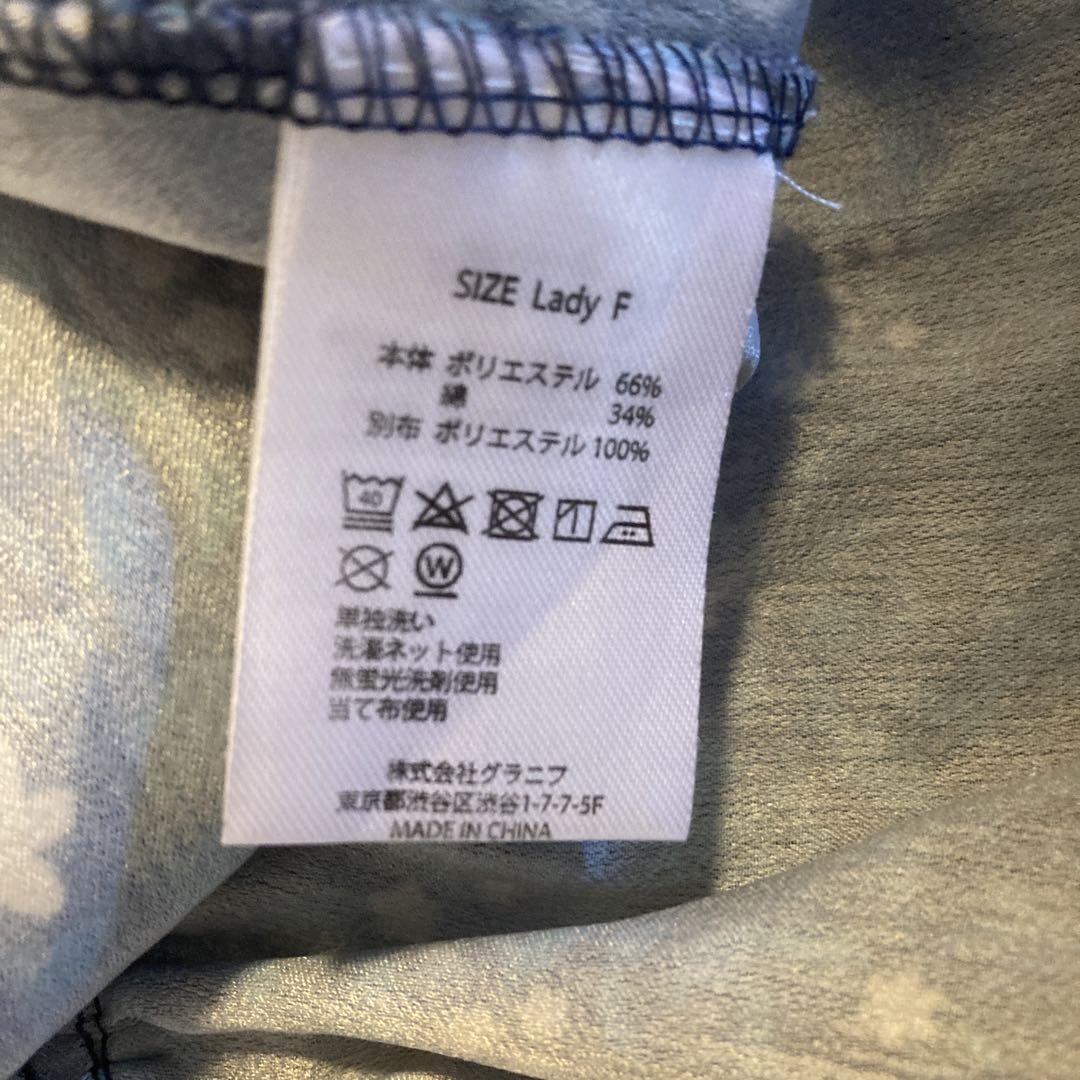 SIZE Lady F
本体 ポリエステル 66%
綿 34%
別布 ポリエステル 100%
40
W
単独洗い
洗濯ネット使用
無蛍光洗剤使用
当て布使用
株式会社グラニフ
東京都渋谷区渋谷1-7-7-5F
MADE IN CHINA